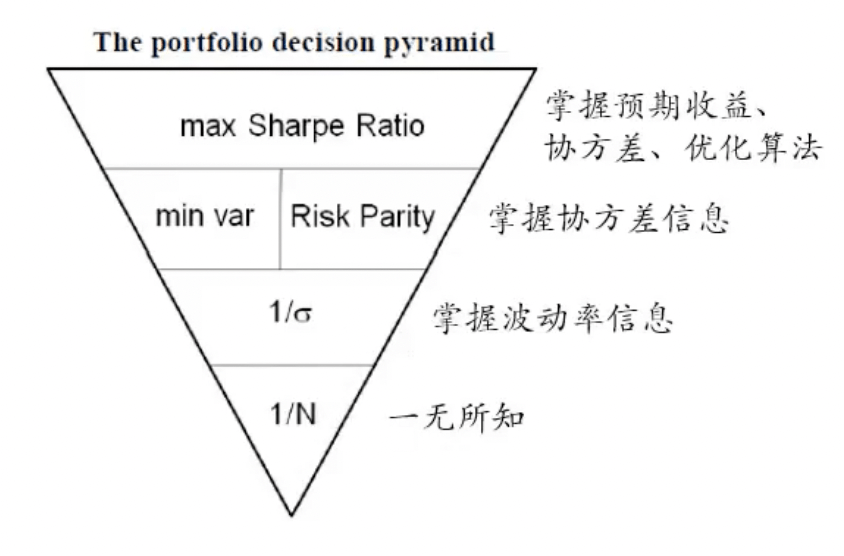 The portfolio decision pyramid
max Sharpe Ratio
掌握预期收益、
协方差、优化算法
min var
Risk Parity
掌握协方差信息
1/σ
掌握波动率信息
1/N
一无所知